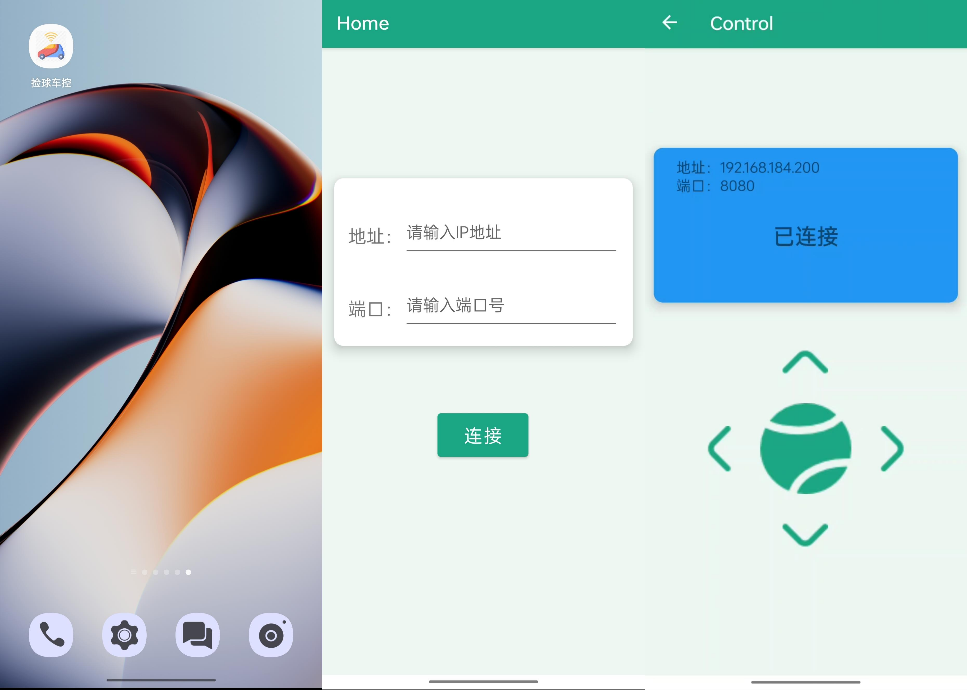 捡球车控
Home
地址：
请输入IP地址
端口：
请输入端口号
连接
Control
地址：192.168.184.200
端口：8080
已连接